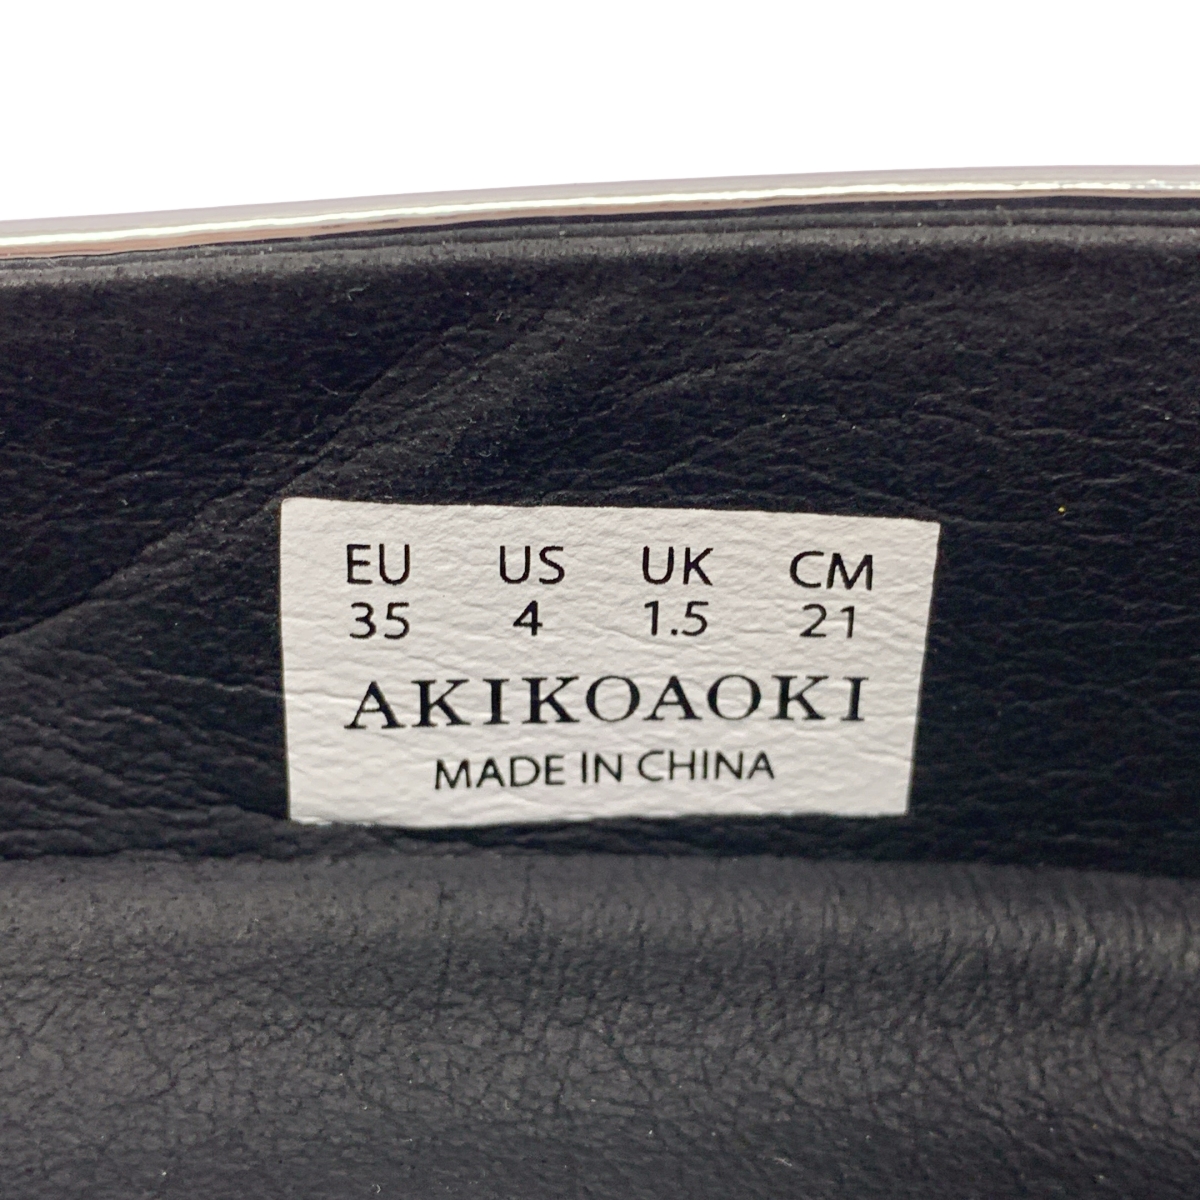 EU US UK CM
35 4 1.5 21
AKIKOAOKI
MADE IN CHINA